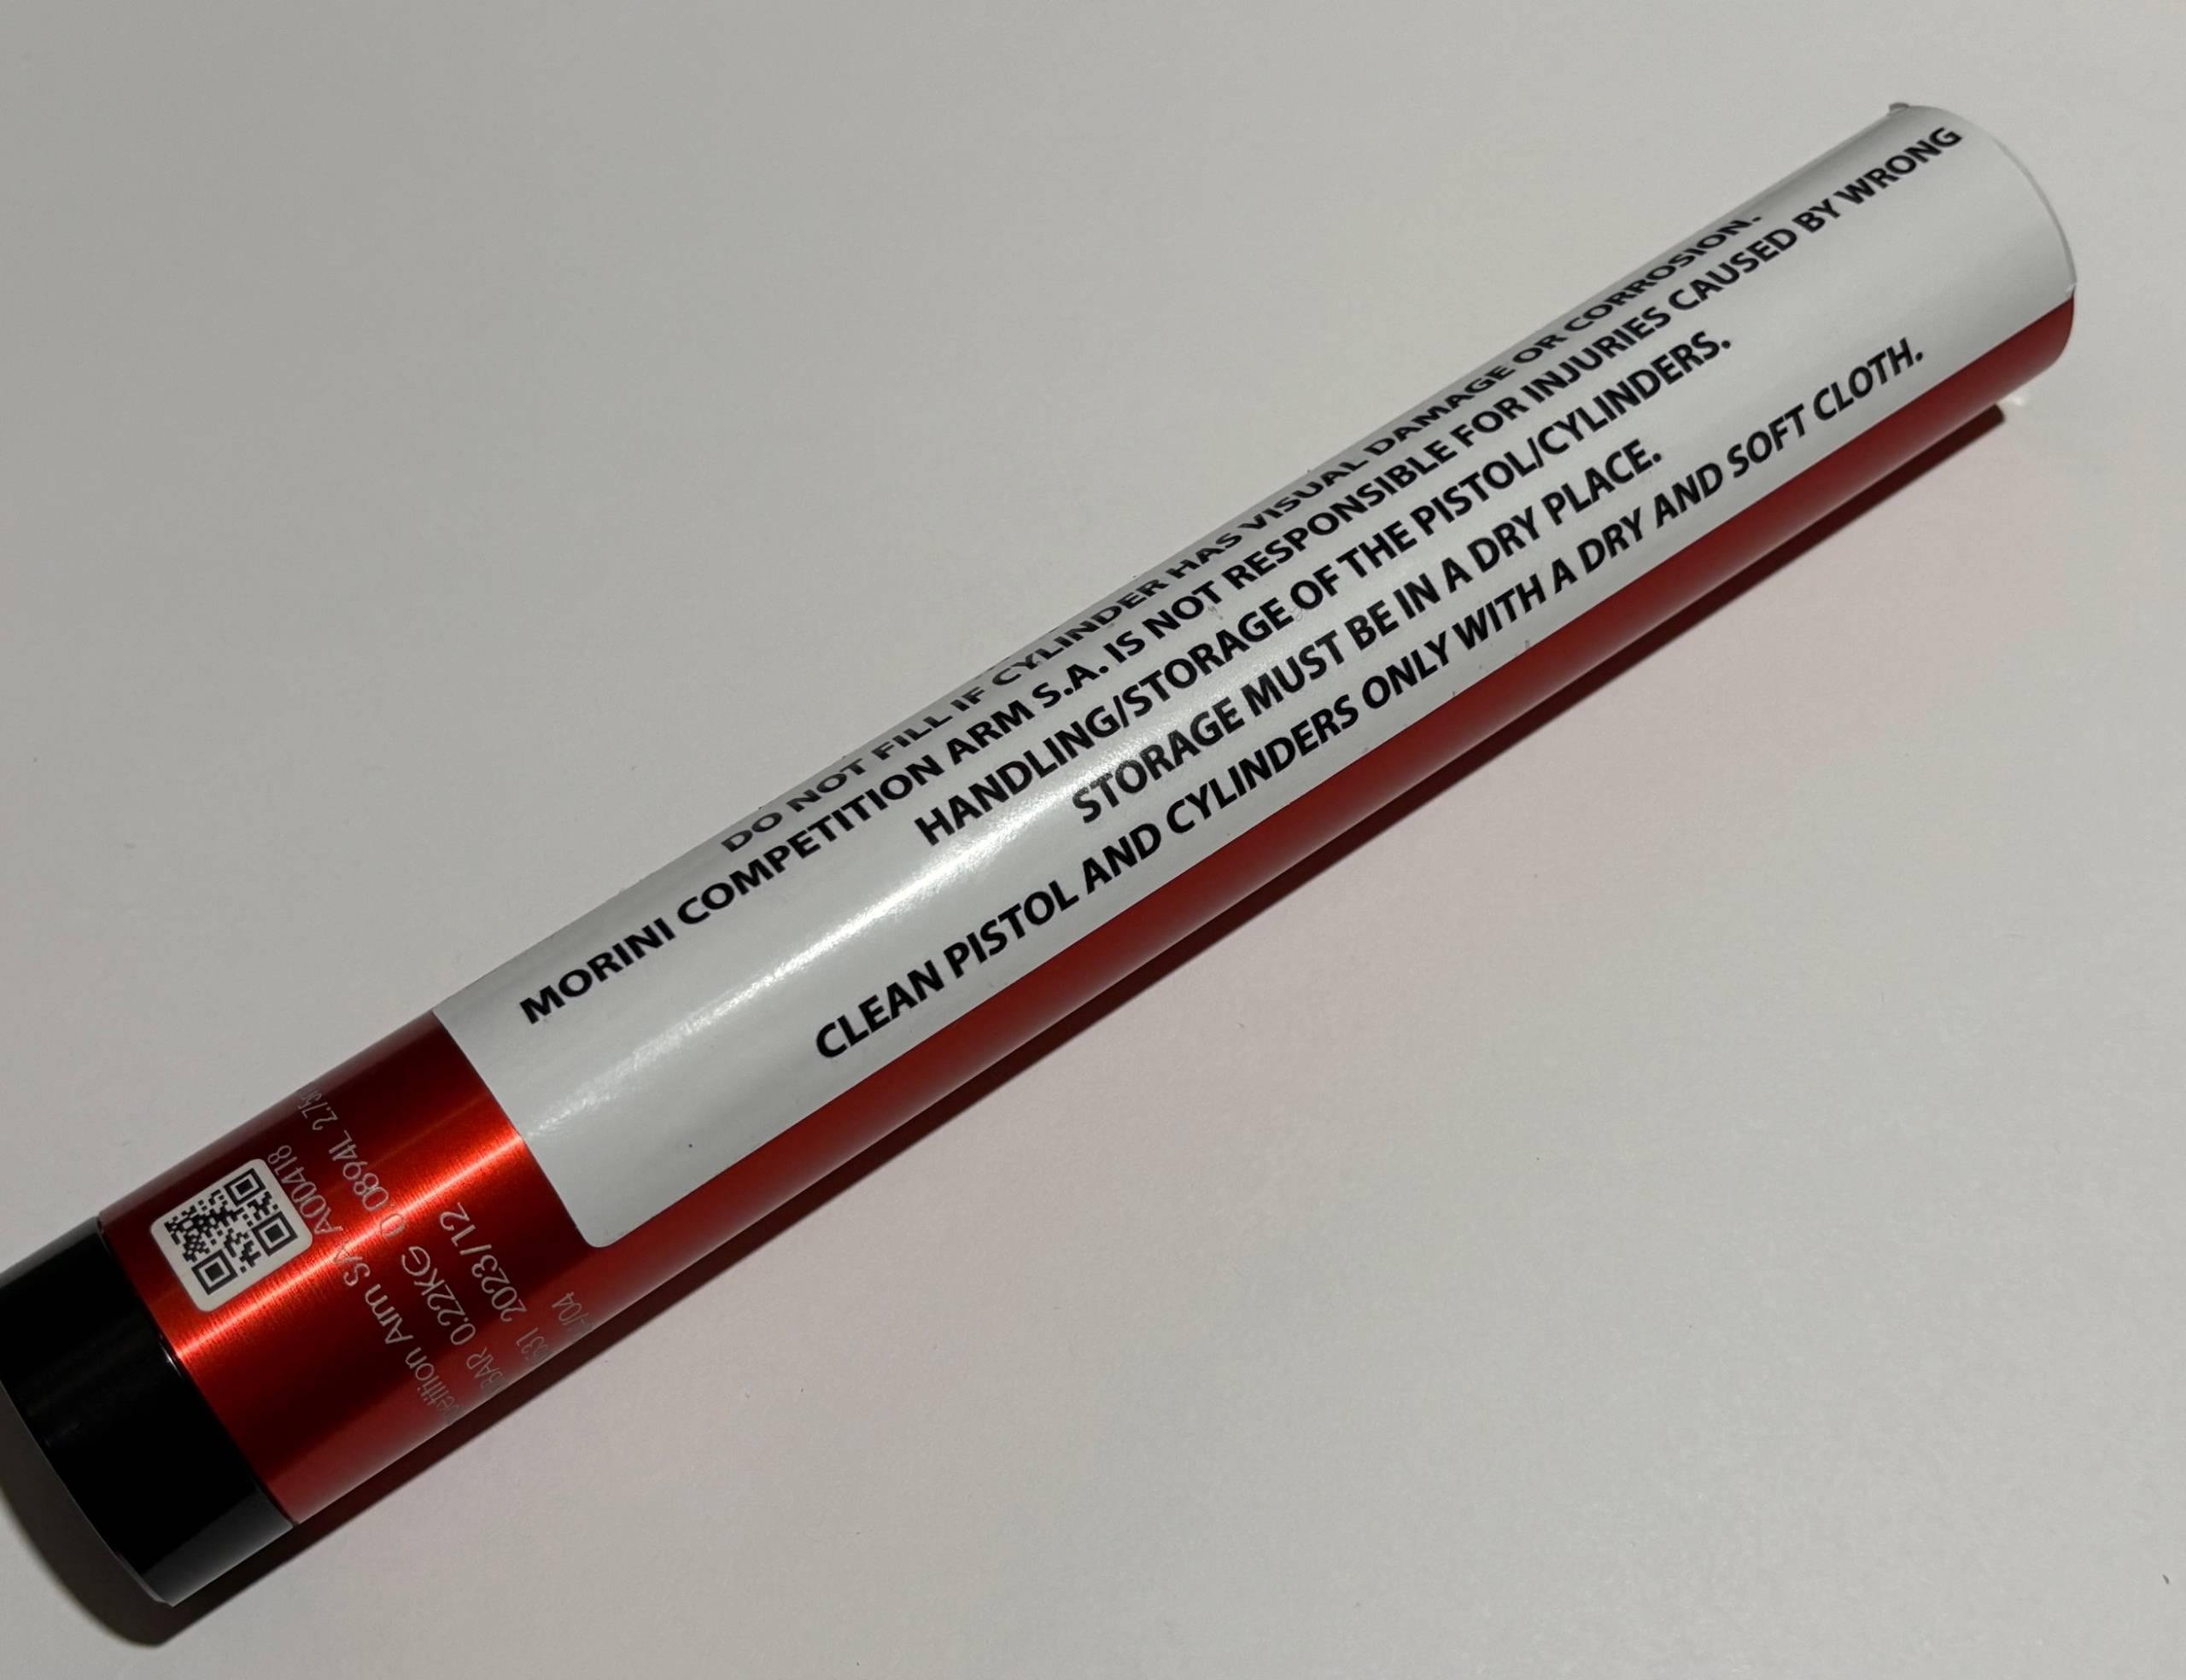 DO NOT FILL IF CYLINDER HAS VISUAL DAMAGE OR CORROSION.
MORINI COMPETITION ARM S.A. IS NOT RESPONSIBLE FOR INJURIES CAUSED BY WRONG
HANDLING/STORAGE OF THE PISTOL/CYLINDERS.
STORAGE MUST BE IN A DRY PLACE.
CLEAN PISTOL AND CYLINDERS ONLY WITH A DRY AND SOFT CLOTH.
Arm SA A00418
BAR 0.22KG 0.0894L
2023/12